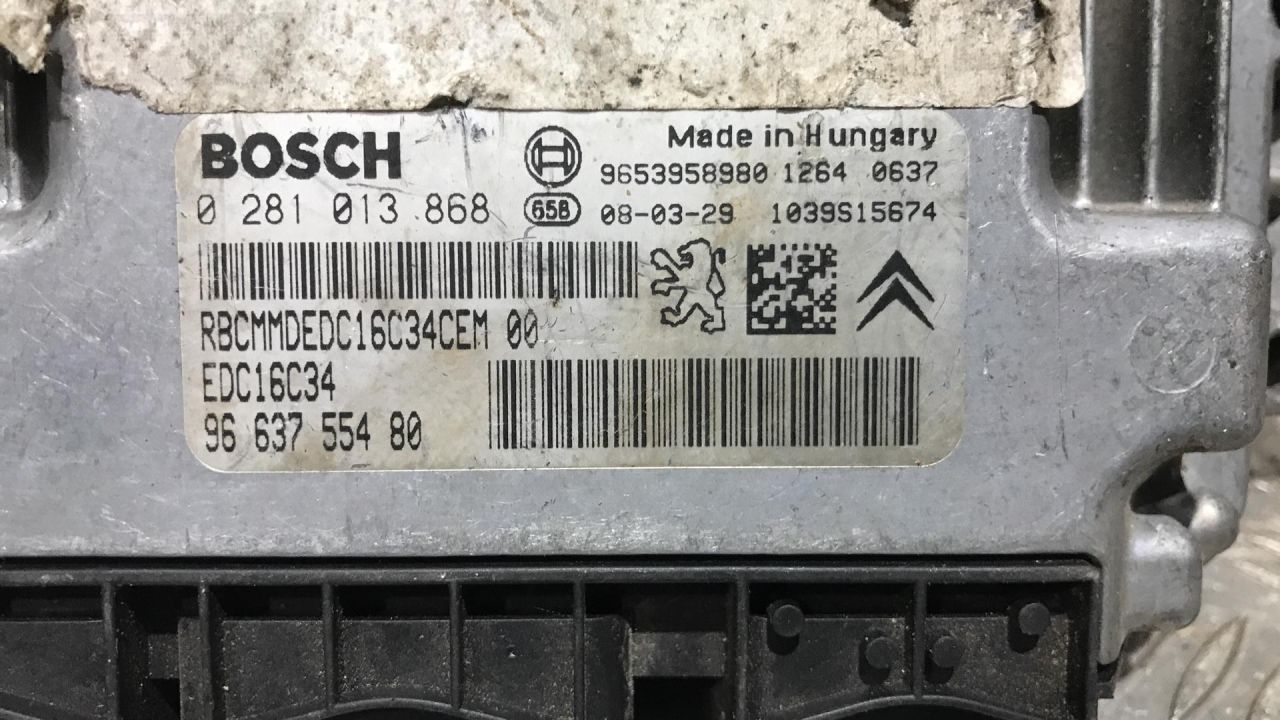 BOSCH
Made in Hungary
9653958980 1264 0637
0 281 013 868
65B
08-03-29 1039S15674
RBCMMDEDC16C34CEM 00
EDC16C34
96 637 554 80